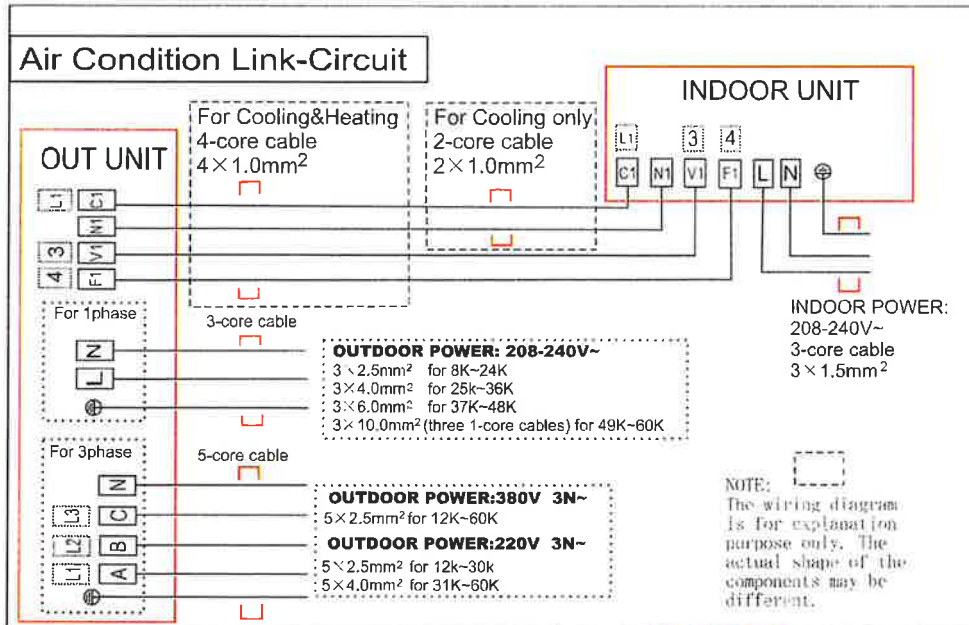 Air Condition Link-Circuit
OUT UNIT
L1 C1
N1
3 V1
4 F1
For Cooling&Heating
4-core cable
4×1.0mm²
For Cooling only
2-core cable
2×1.0mm²
INDOOR UNIT
L1 3 4
C1 N1 V1 F1 L N
INDOOR POWER:
208-240V~
3-core cable
3×1.5mm²
For 1phase
N
L
3-core cable
OUTDOOR POWER: 208-240V~
3×2.5mm² for 8K~24K
3×4.0mm² for 25k~36K
3×6.0mm² for 37K~48K
3×10.0mm² (three 1-core cables) for 49K~60K
For 3phase
N
L3 C
L2 B
L1 A
5-core cable
OUTDOOR POWER:380V 3N~
5×2.5mm² for 12K~60K
OUTDOOR POWER:220V 3N~
5×2.5mm² for 12k~30k
5×4.0mm² for 31K~60K
NOTE:
The wiring diagram
is for explanation
purpose only. The
actual shape of the
components may be
different.